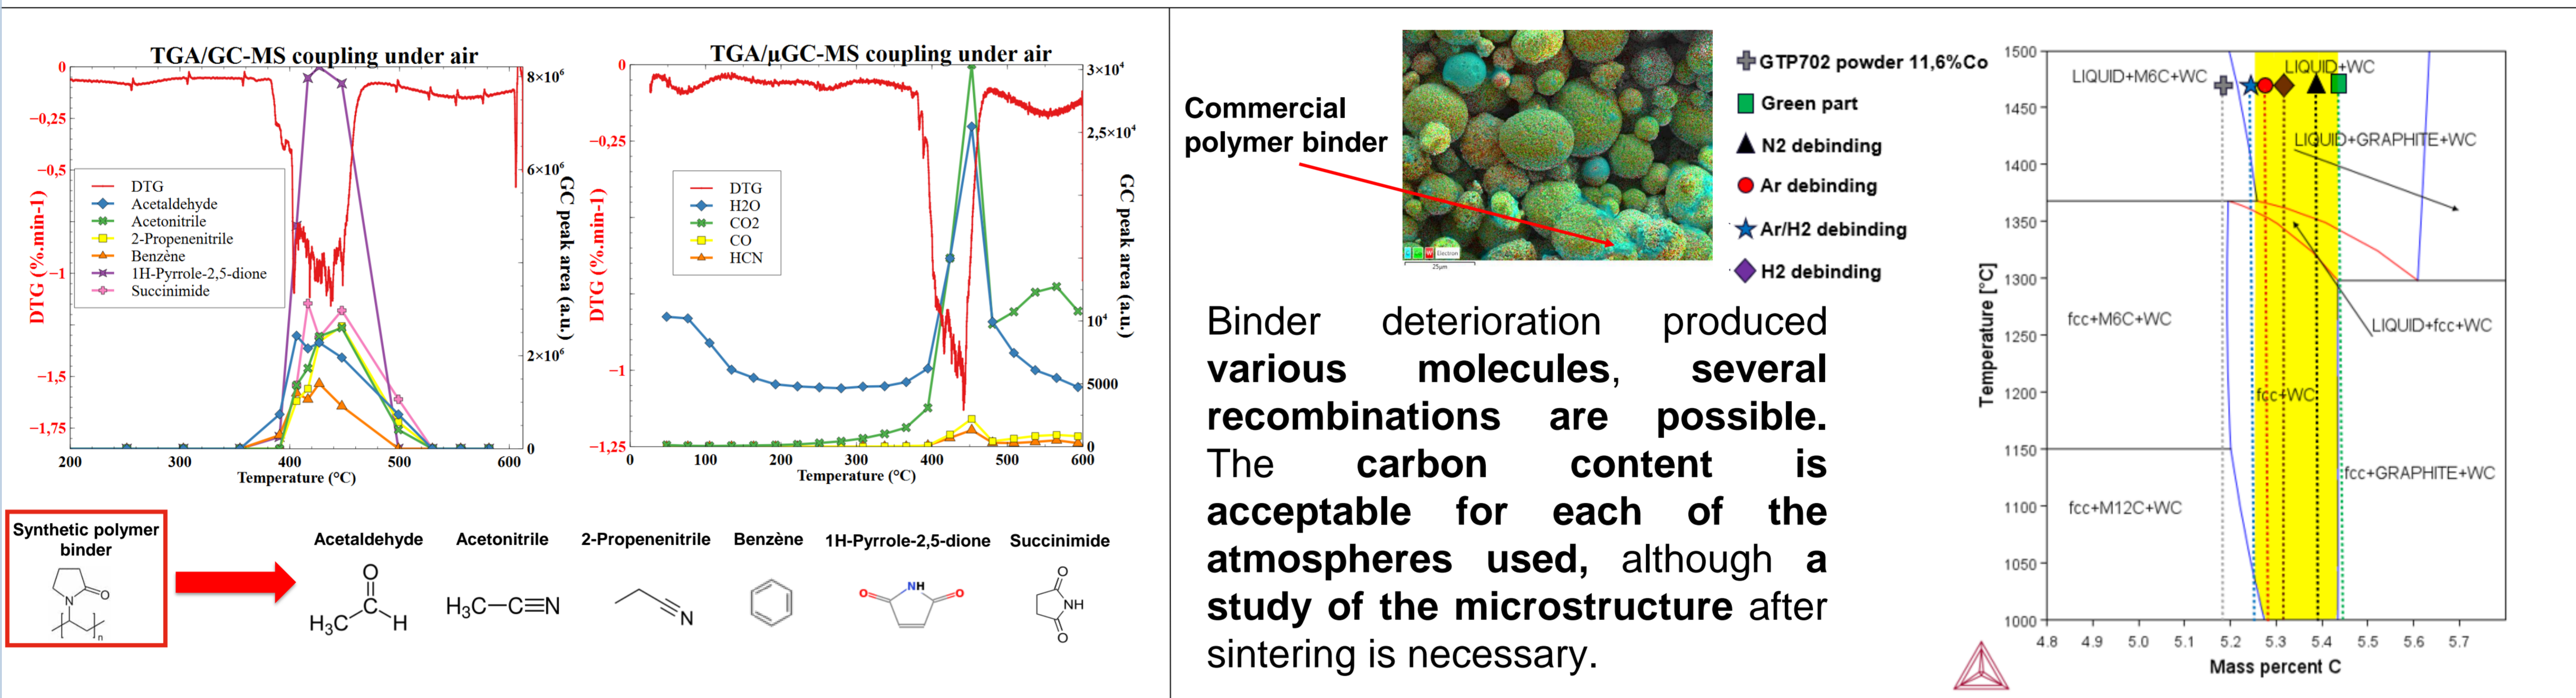 TGA/GC-MS coupling under air
0
−0,25
−0,5
−1
−1,5
−1,75
DTG (%.min-1)
DTG
Acetaldehyde
Acetonitrile
2-Propenenitrile
Benzène
1H-Pyrrole-2,5-dione
Succinimide
8×10⁶
6×10⁶
2×10⁶
0
GC peak area (a.u.)
200 300 400 500 600
Temperature (°C)
TGA/µGC-MS coupling under air
0
−0,25
−1
−1,25
DTG (%.min-1)
DTG
H2O
CO2
CO
HCN
3×10⁴
2,5×10⁴
10⁴
5000
0
GC peak area (a.u.)
0 100 200 300 400 500 600
Temperature (°C)
Synthetic polymer
binder
N
O
n
Acetaldehyde
O
H₃C
C
H
Acetonitrile
H₃C—C≡N
2-Propenenitrile
N
Benzène
1H-Pyrrole-2,5-dione
O
NH
O
Succinimide
O
NH
O
Commercial
polymer binder
Electron
25µm
GTP702 powder 11,6%Co
Green part
N2 debinding
Ar debinding
Ar/H2 debinding
H2 debinding
Binder deterioration produced
various molecules, several
recombinations are possible.
The carbon content is
acceptable for each of the
atmospheres used, although a
study of the microstructure after
sintering is necessary.
1500
1450
1400
1350
1300
1250
1200
1150
1100
1050
1000
Temperature [°C]
LIQUID+M6C+WC
LIQUID+WC
LIQUID+GRAPHITE+WC
fcc+M6C+WC
LIQUID+fcc+WC
fcc+WC
fcc+GRAPHITE+WC
fcc+M12C+WC
4.8 4.9 5.0 5.1 5.2 5.3 5.4 5.5 5.6 5.7
Mass percent C